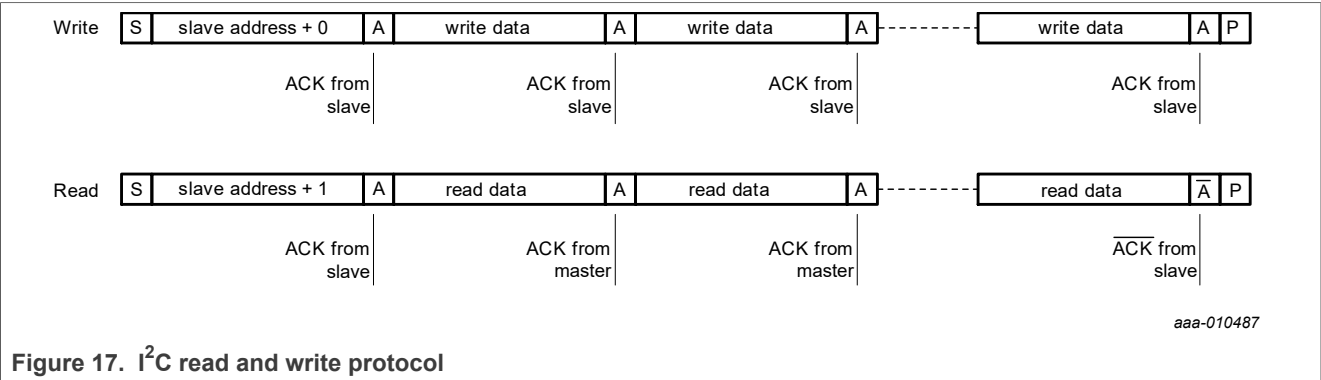 Write S slave address + 0 A write data A write data A write data A P
ACK from slave ACK from slave ACK from slave ACK from slave
Read S slave address + 1 A read data A read data A read data A̅ P
ACK from slave ACK from master ACK from master A̅C̅K̅ from slave
aaa-010487
Figure 17. I²C read and write protocol